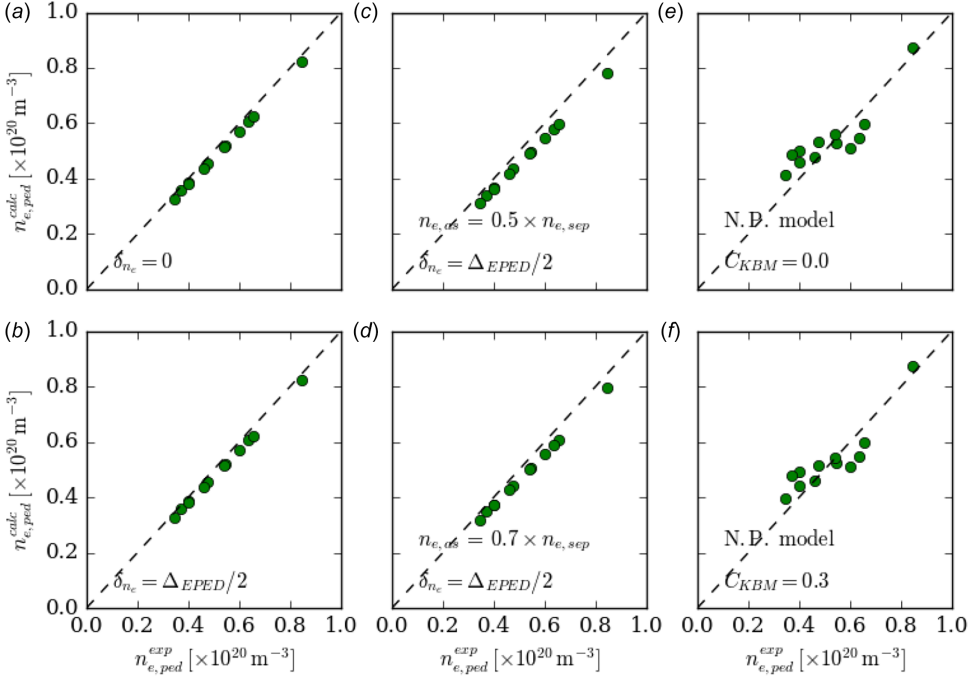 (a)
1.0
0.8
0.6
0.4
0.2
0.0
n_{e,ped}^{calc} [×10^{20} m^{-3}]
δ_{n_e} = 0
(c)
n_{e,as} = 0.5 × n_{e,sep}
δ_{n_e} = Δ_{EPED}/2
(e)
N.P. model
C_{KBM} = 0.0
(b)
1.0
0.8
0.6
0.4
0.2
0.0
n_{e,ped}^{calc} [×10^{20} m^{-3}]
δ_{n_e} = Δ_{EPED}/2
0.0 0.2 0.4 0.6 0.8 1.0
n_{e,ped}^{exp} [×10^{20} m^{-3}]
(d)
n_{e,as} = 0.7 × n_{e,sep}
δ_{n_e} = Δ_{EPED}/2
0.0 0.2 0.4 0.6 0.8 1.0
n_{e,ped}^{exp} [×10^{20} m^{-3}]
(f)
N.P. model
C_{KBM} = 0.3
0.0 0.2 0.4 0.6 0.8 1.0
n_{e,ped}^{exp} [×10^{20} m^{-3}]